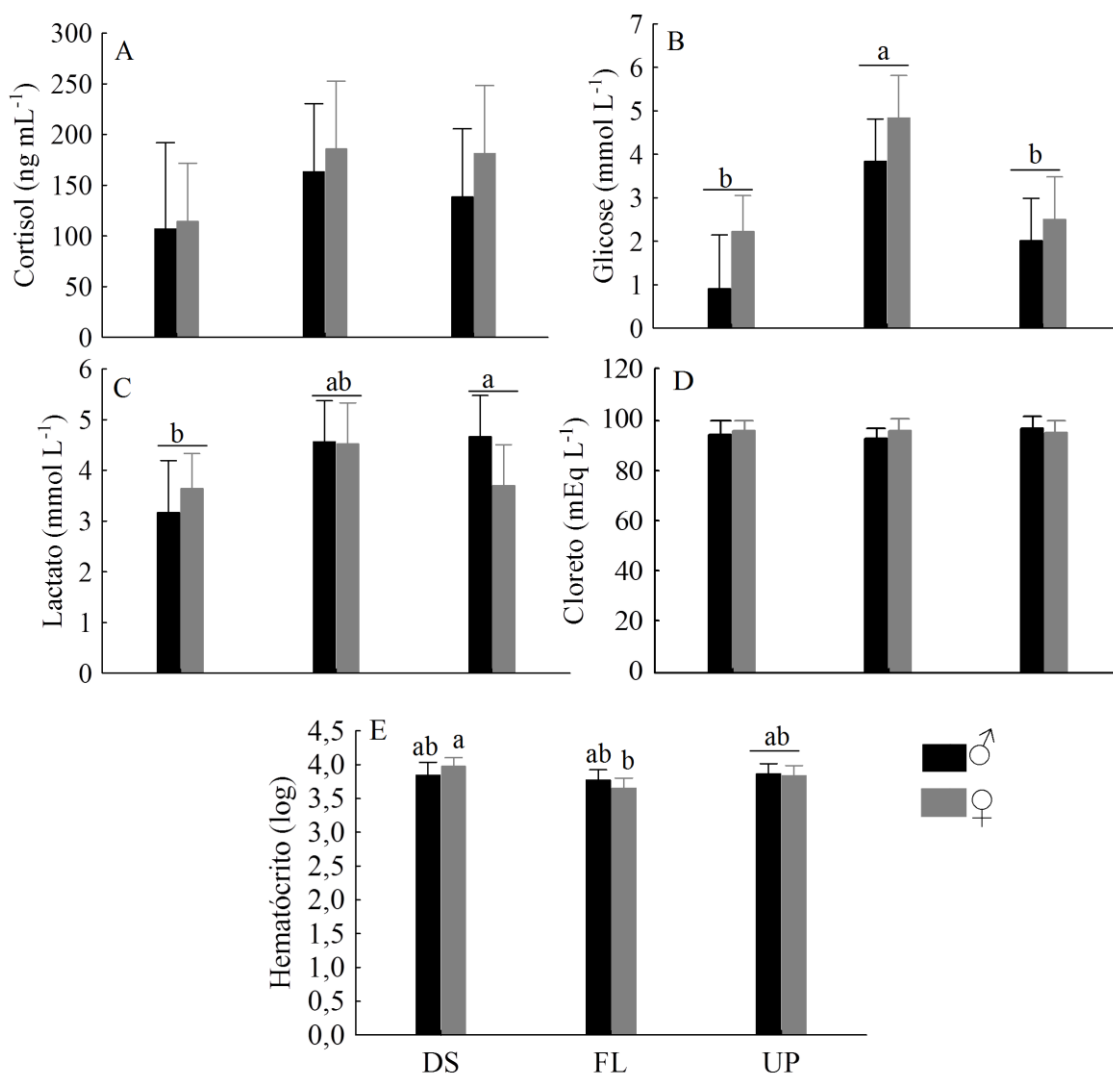 A
Cortisol (ng mL⁻¹)
300
250
200
150
100
50
0
B
Glicose (mmol L⁻¹)
7
6
5
4
3
2
1
0
b
a
b
C
Lactato (mmol L⁻¹)
6
5
4
3
2
1
0
b
ab
a
D
Cloreto (mEq L⁻¹)
120
100
80
60
40
20
0
E
Hematócrito (log)
4,5
4,0
3,5
3,0
2,5
2,0
1,5
1,0
0,5
0,0
ab a
ab b
ab
DS FL UP
♂
♀